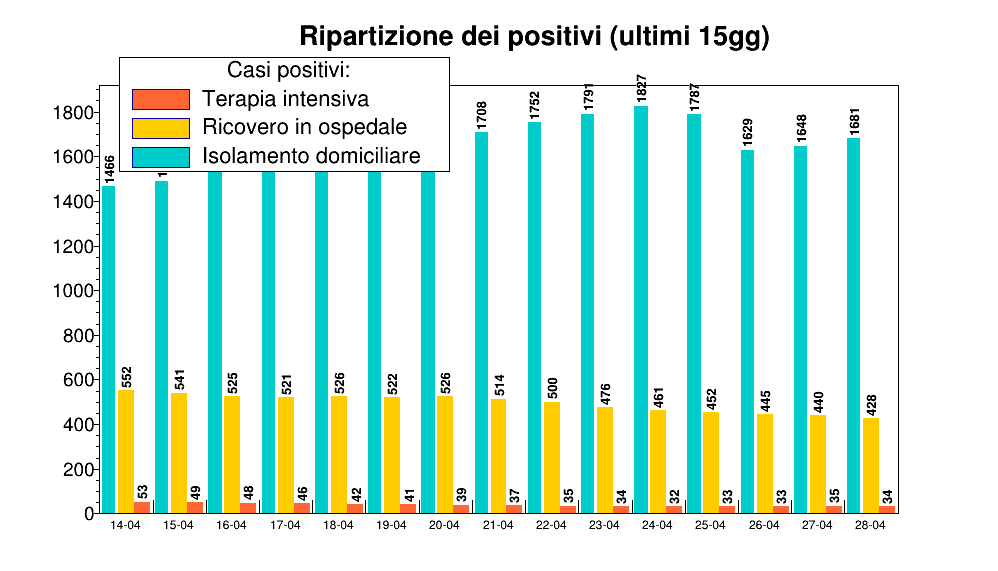 Ripartizione dei positivi (ultimi 15gg)
Casi positivi:
Terapia intensiva
Ricovero in ospedale
Isolamento domiciliare
1800
1600
1400
1200
1000
800
600
400
200
0
1466 552 53
541 49
525 48
521 46
526 42
522 41
526 39
1708 514 37
1752 500 35
1791 476 34
1827 461 32
1787 452 33
1629 445 33
1648 440 35
1681 428 34
14-04 15-04 16-04 17-04 18-04 19-04 20-04 21-04 22-04 23-04 24-04 25-04 26-04 27-04 28-04